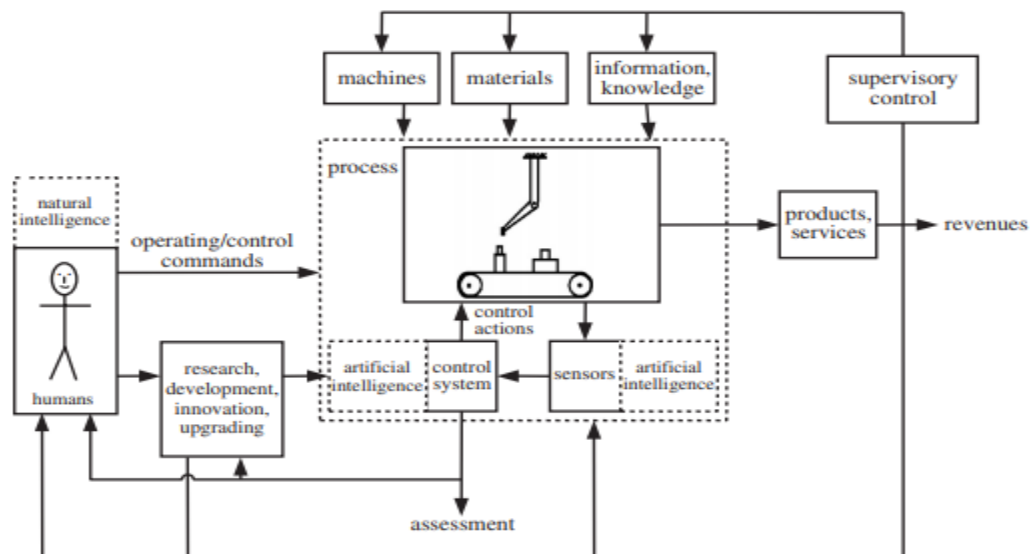 machines
materials
information,
knowledge
supervisory
control
process
natural
intelligence
operating/control
commands
products,
services
revenues
control
actions
research,
development,
innovation,
upgrading
artificial
intelligence
control
system
sensors
artificial
intelligence
humans
assessment